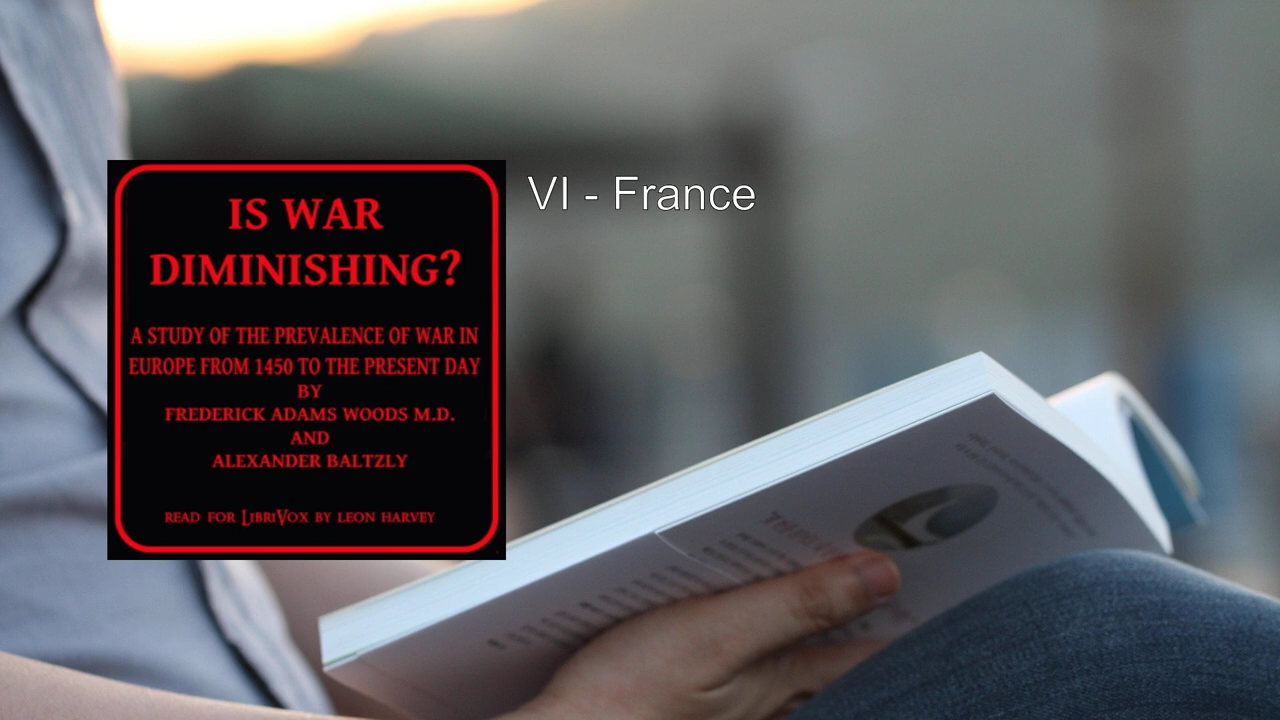 IS WAR
DIMINISHING?
A STUDY OF THE PREVALENCE OF WAR IN
EUROPE FROM 1450 TO THE PRESENT DAY
BY
FREDERICK ADAMS WOODS M.D.
AND
ALEXANDER BALTZLY
READ FOR LIBRIVOX BY LEON HARVEY
VI - France